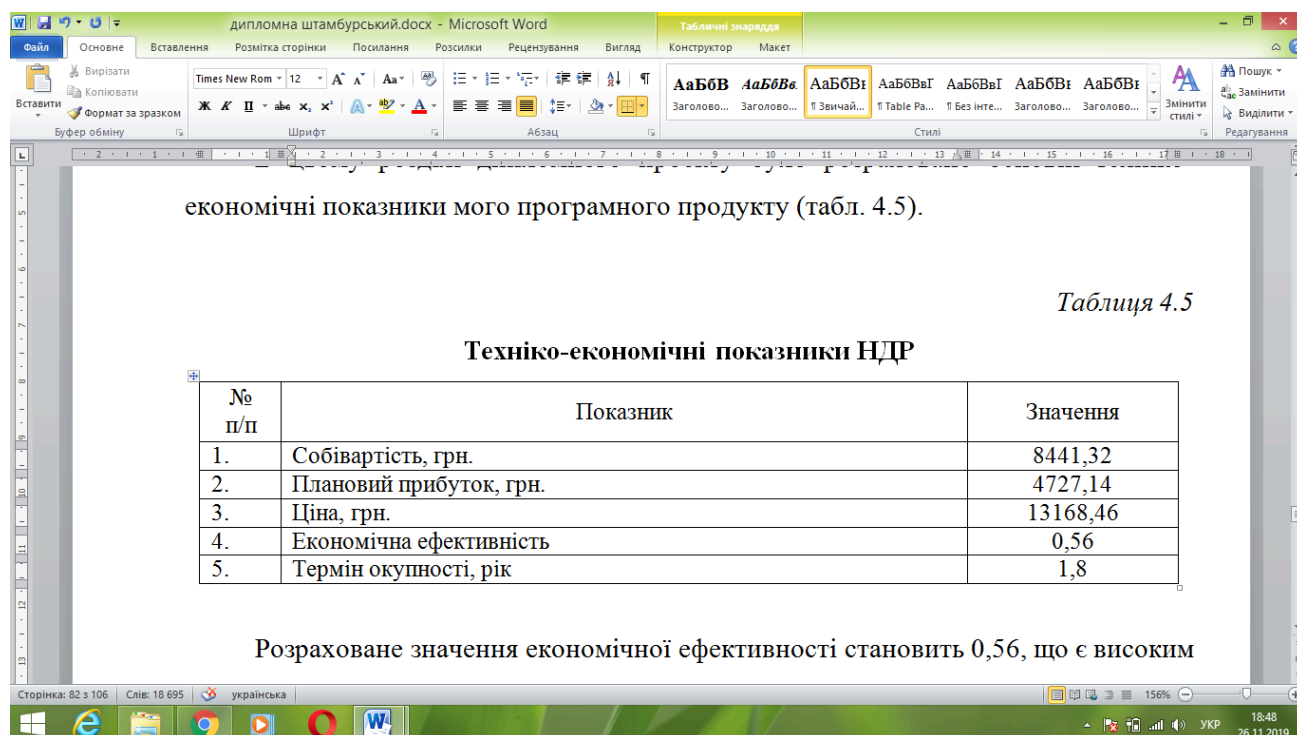 дипломна штамбурський.docx - Microsoft Word
Табличні знаряддя
Файл Основне Вставлення Розмітка сторінки Посилання Розсилки Рецензування Вигляд Конструктор Макет
Вставити
Вирізати
Копіювати
Формат за зразком
Буфер обміну
Times New Rom 12
Шрифт
Абзац
АаБбВ АаБбВв. АаБбВı АаБбВвГ АаБбВвІ АаБбВı АаБбВı
Заголово... Заголово... ¶ Звичай... ¶ Table Pa... ¶ Без інте... Заголово... Заголово...
Змінити стилі
Стилі
Пошук
Замінити
Виділити
Редагування
економічні показники мого програмного продукту (табл. 4.5).
Таблиця 4.5
Техніко-економічні показники НДР
№ п/п Показник Значення
1. Собівартість, грн. 8441,32
2. Плановий прибуток, грн. 4727,14
3. Ціна, грн. 13168,46
4. Економічна ефективність 0,56
5. Термін окупності, рік 1,8
Розраховане значення економічної ефективності становить 0,56, що є високим
Сторінка: 82 з 106 Слів: 18 695 українська 156%
УКР 18:48
26.11.2019